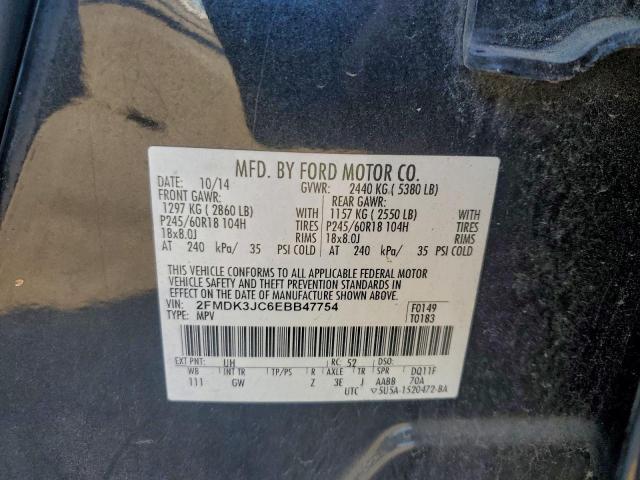 MFD. BY FORD MOTOR CO.
DATE: 10/14 GVWR: 2440 KG ( 5380 LB)
FRONT GAWR: REAR GAWR:
1297 KG ( 2860 LB) WITH 1157 KG ( 2550 LB) WITH
P245/60R18 104H TIRES P245/60R18 104H TIRES
18x8.0J RIMS 18x8.0J RIMS
AT 240 kPa/ 35 PSI COLD AT 240 kPa/ 35 PSI COLD
THIS VEHICLE CONFORMS TO ALL APPLICABLE FEDERAL MOTOR
VEHICLE SAFETY AND THEFT PREVENTION STANDARDS IN
EFFECT ON THE DATE OF MANUFACTURE SHOWN ABOVE.
VIN: 2FMDK3JC6EBB47754 F0149
TYPE: MPV T0183
EXT PNT: UH RC: 52 DSO:
WB INT TR TP/PS R AXLE TR SPR DQ11F
111 GW Z 3E J AABB 70A
UTC 5U5A-1520472-BA